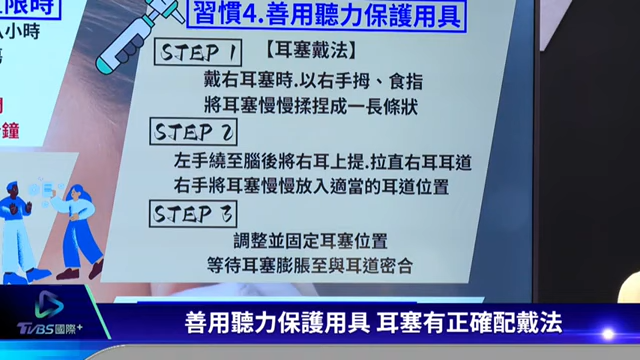 限時
八小時
鐘
習慣4.善用聽力保護用具
STEP 1
【耳塞戴法】
戴右耳塞時.以右手拇、食指
將耳塞慢慢揉捏成一長條狀
STEP 2
左手繞至腦後將右耳上提.拉直右耳耳道
右手將耳塞慢慢放入適當的耳道位置
STEP 3
調整並固定耳塞位置
等待耳塞膨脹至與耳道密合
TVBS國際+
善用聽力保護用具 耳塞有正確配戴法